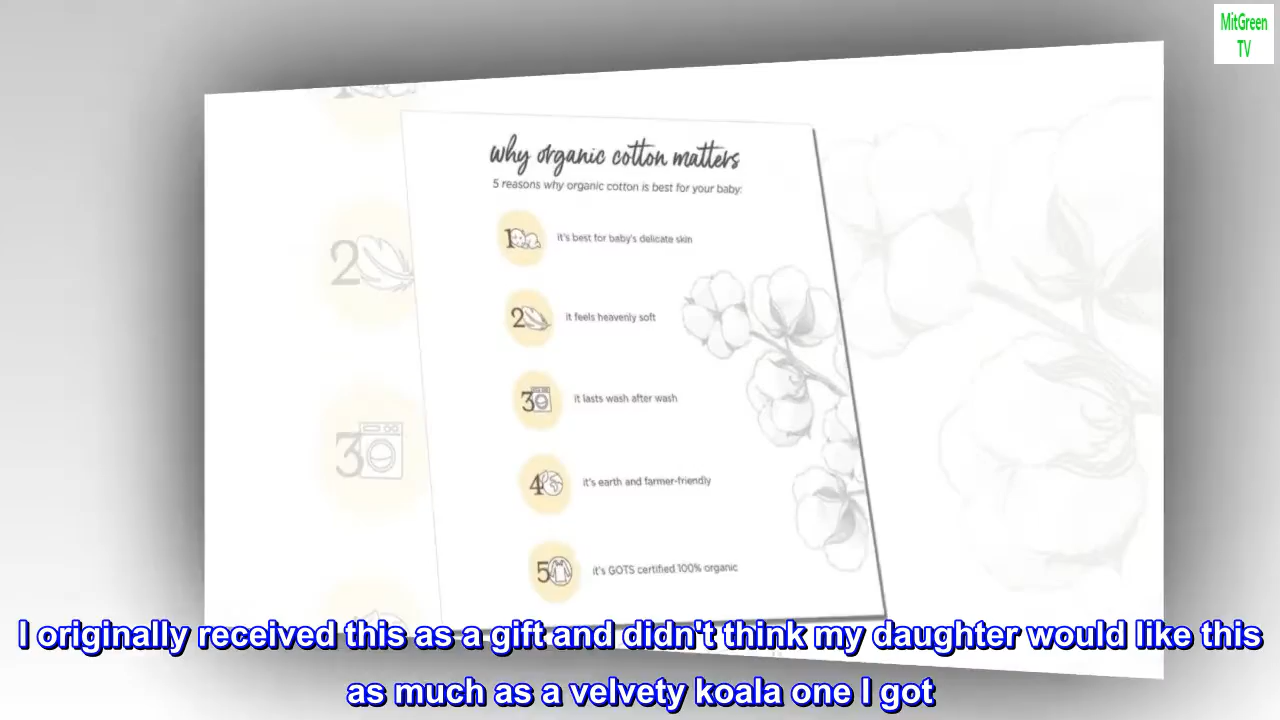 MitGreen
TV
why organic cotton matters
5 reasons why organic cotton is best for your baby:
1 it's best for baby's delicate skin
2 it feels heavenly soft
3 it lasts wash after wash
4 it's earth and farmer-friendly
5 it's GOTS certified 100% organic
2
3
I originally received this as a gift and didn't think my daughter would like this
as much as a velvety koala one I got